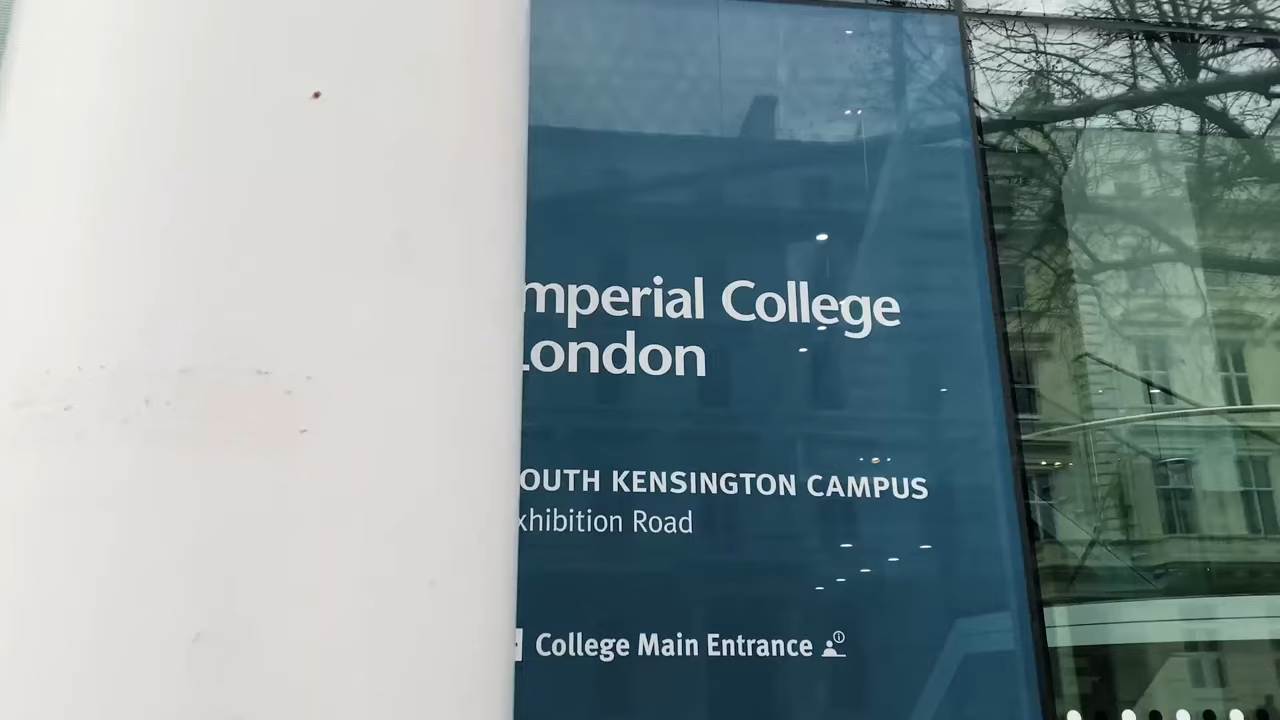 mperial College
London
OUTH KENSINGTON CAMPUS
xhibition Road
College Main Entrance